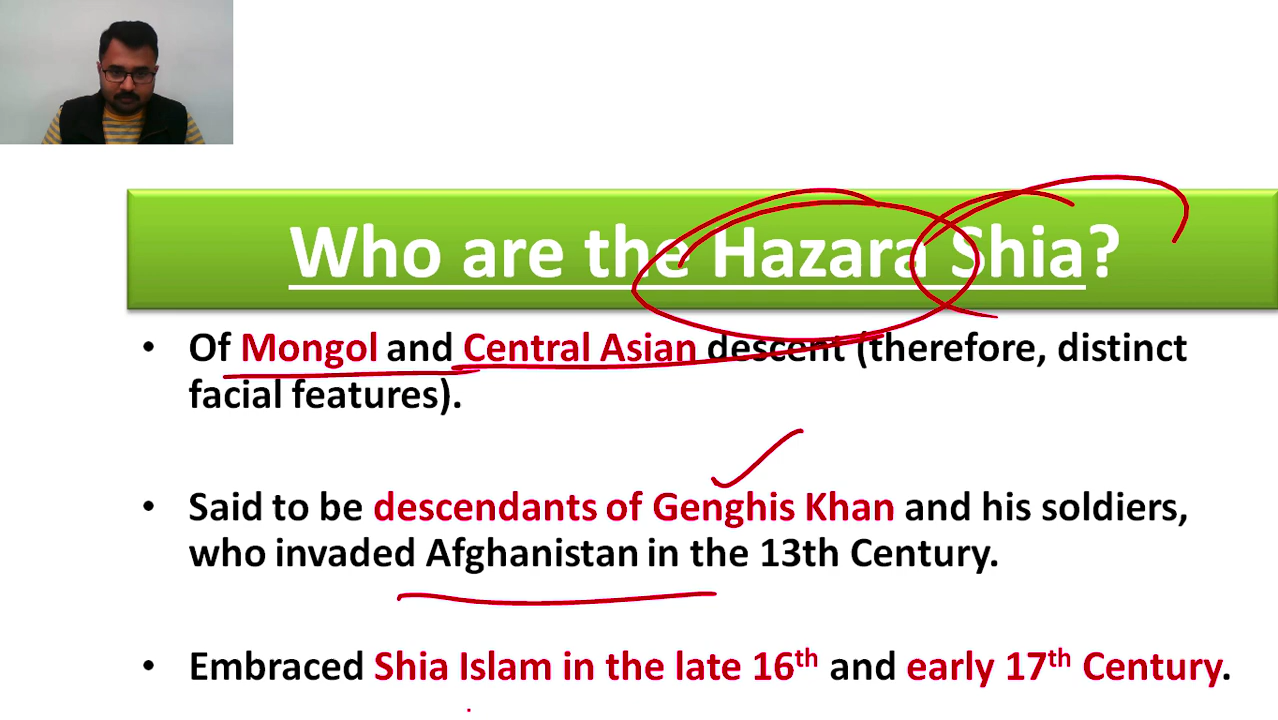 Who are the Hazara Shia?
• Of Mongol and Central Asian descent (therefore, distinct
facial features).
• Said to be descendants of Genghis Khan and his soldiers,
who invaded Afghanistan in the 13th Century.
• Embraced Shia Islam in the late 16th and early 17th Century.